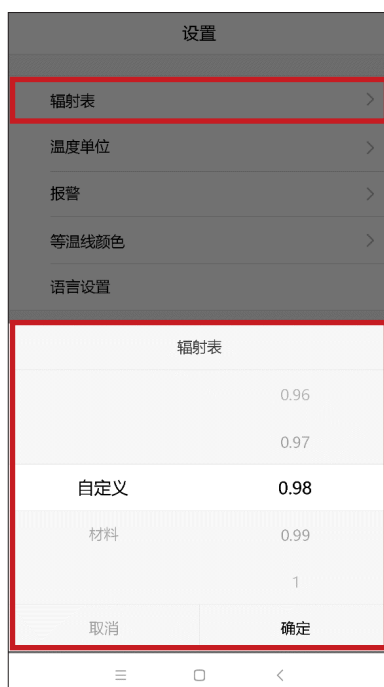 设置
辐射表
温度单位
报警
等温线颜色
语言设置
辐射表
0.96
0.97
自定义 0.98
材料 0.99
1
取消 确定